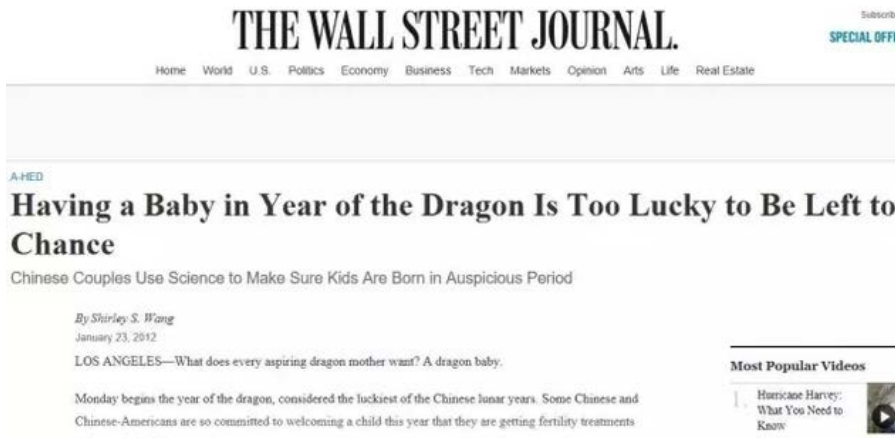 THE WALL STREET JOURNAL.
Subscrib
SPECIAL OFF
Home World U.S. Politics Economy Business Tech Markets Opinion Arts Life Real Estate
A-HED
Having a Baby in Year of the Dragon Is Too Lucky to Be Left to
Chance
Chinese Couples Use Science to Make Sure Kids Are Born in Auspicious Period
By Shirley S. Wang
January 23, 2012
LOS ANGELES—What does every aspiring dragon mother want? A dragon baby.
Monday begins the year of the dragon, considered the luckiest of the Chinese lunar years. Some Chinese and
Chinese-Americans are so committed to welcoming a child this year that they are getting fertility treatments
Most Popular Videos
1. Hurricane Harvey:
What You Need to
Know